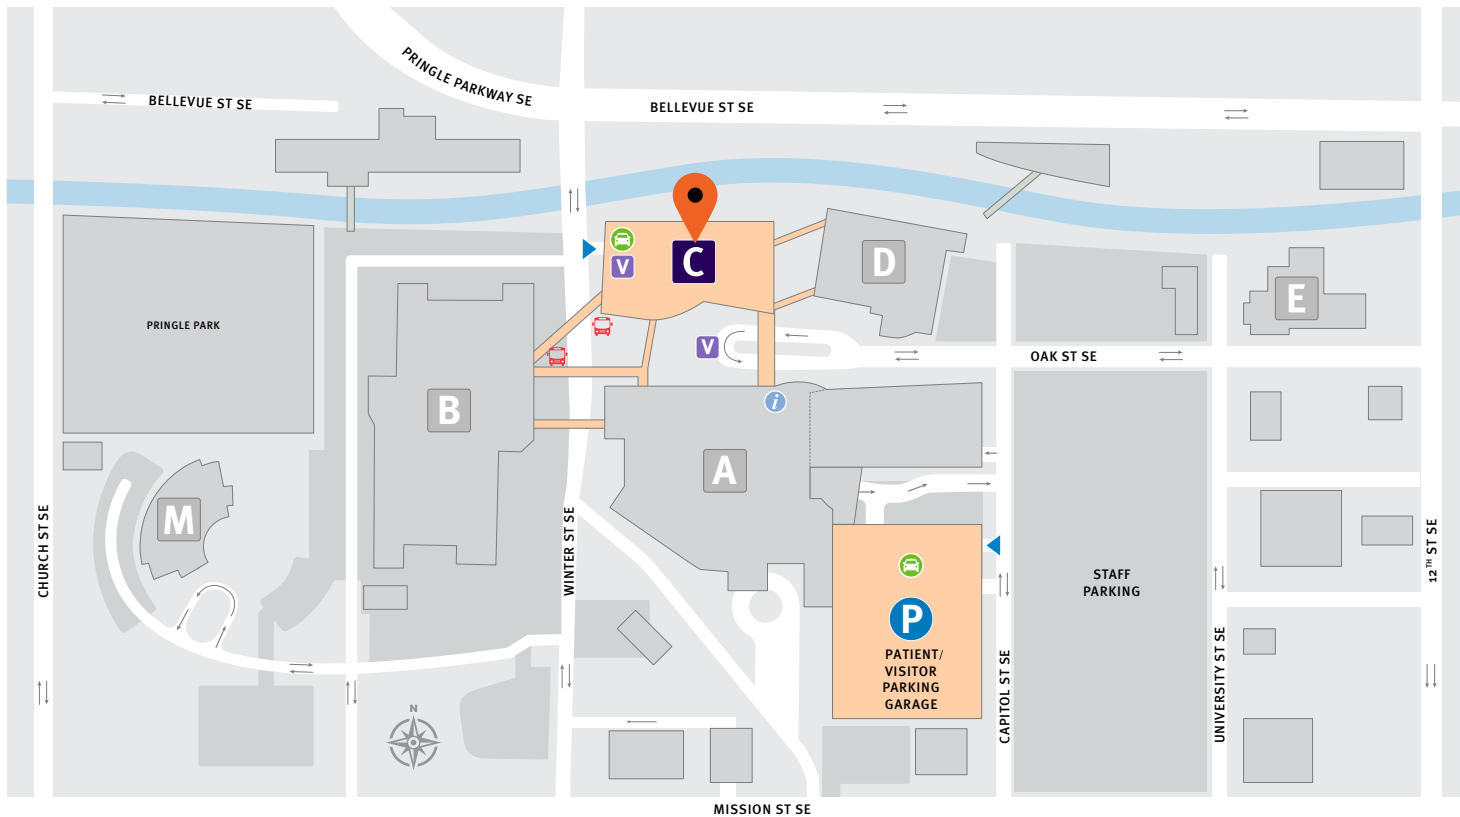 PRINGLE PARKWAY SE
BELLEVUE ST SE
BELLEVUE ST SE
C
V
D
E
PRINGLE PARK
V
OAK ST SE
B
i
A
M
CHURCH ST SE
WINTER ST SE
12TH ST SE
STAFF
PARKING
P
PATIENT/
VISITOR
PARKING
GARAGE
CAPITOL ST SE
UNIVERSITY ST SE
N
MISSION ST SE